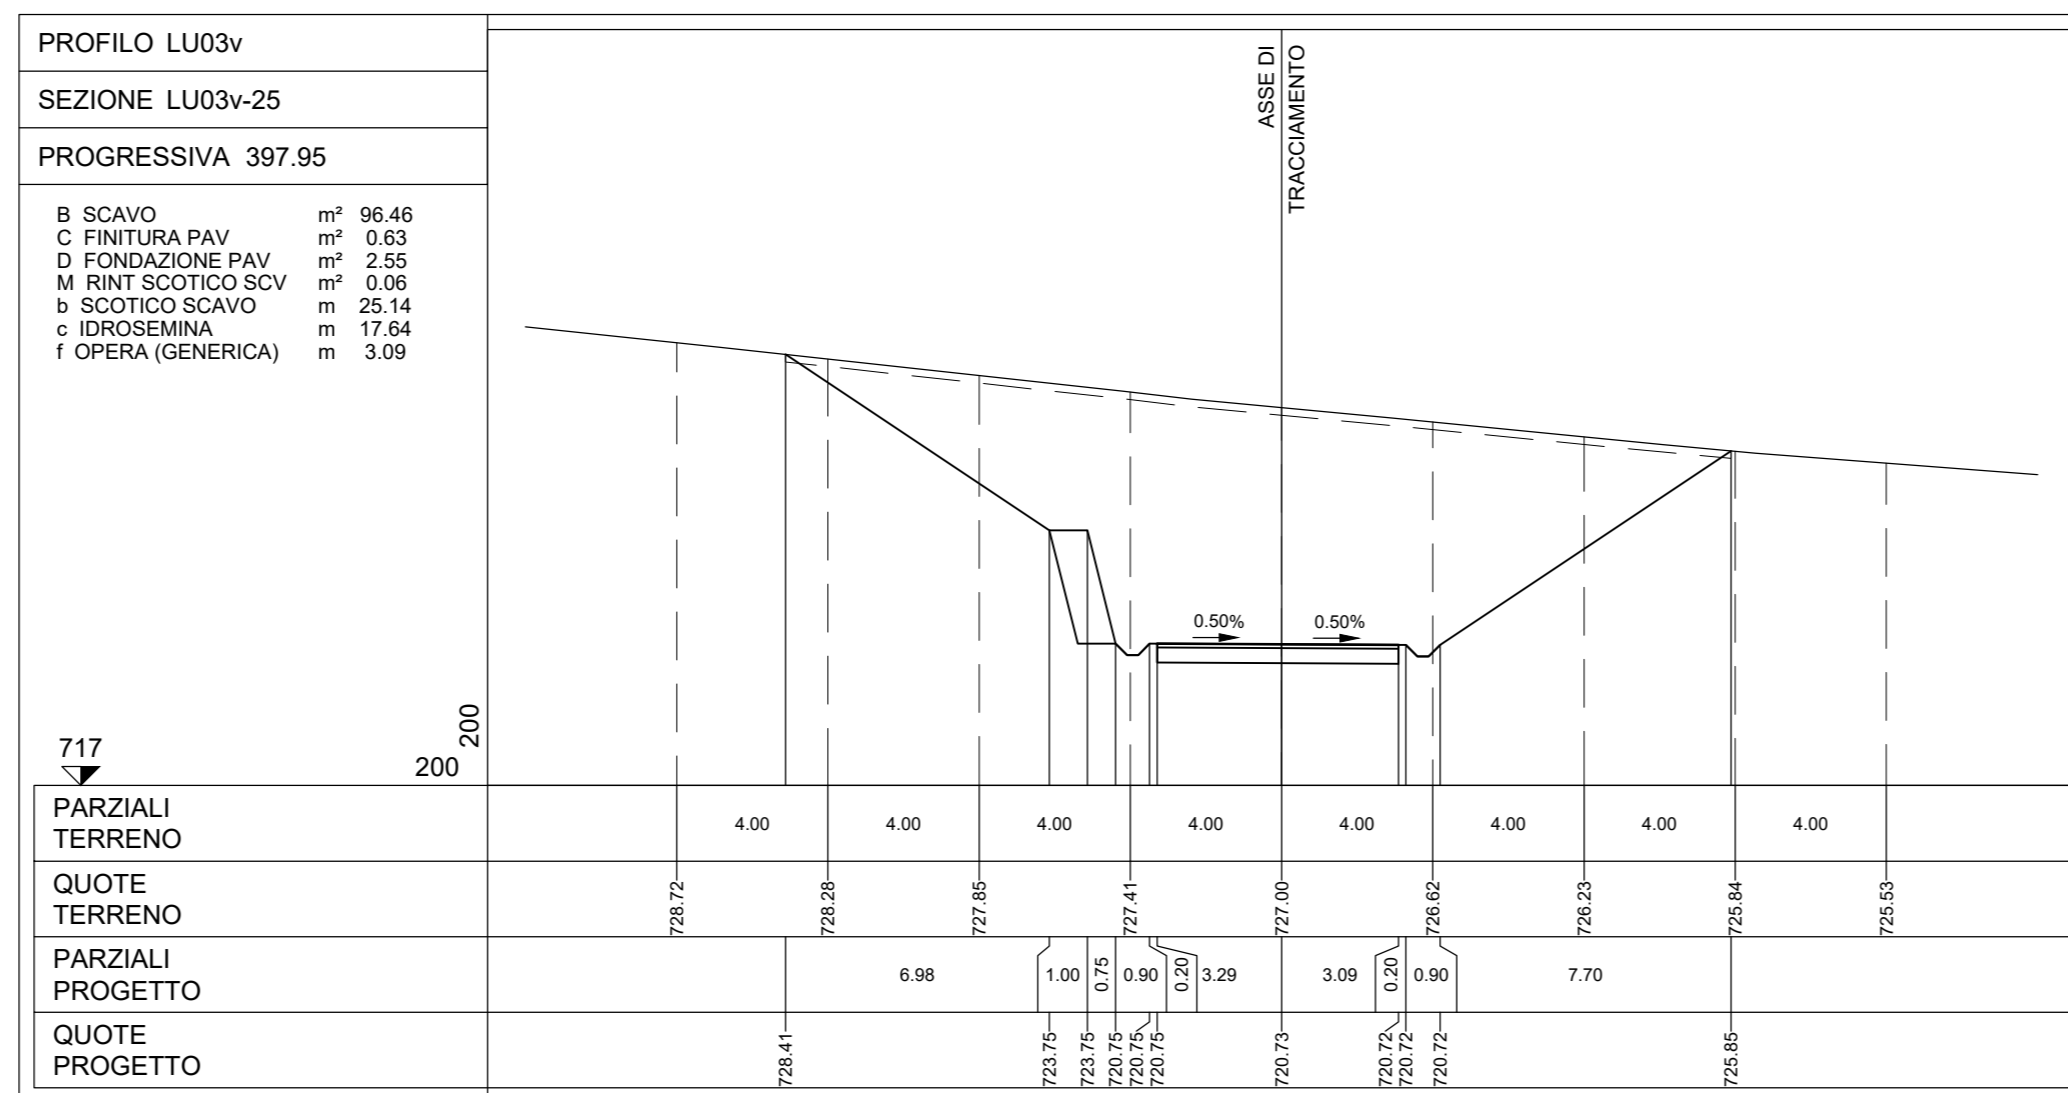 PROFILO LU03v
SEZIONE LU03v-25
PROGRESSIVA 397.95
B SCAVO m² 96.46
C FINITURA PAV m² 0.63
D FONDAZIONE PAV m² 2.55
M RINT SCOTICO SCV m² 0.06
b SCOTICO SCAVO m 25.14
c IDROSEMINA m 17.64
f OPERA (GENERICA) m 3.09
ASSE DI
TRACCIAMENTO
0.50% 0.50%
717
200
200
PARZIALI
TERRENO
4.00 4.00 4.00 4.00 4.00 4.00 4.00 4.00
QUOTE
TERRENO
728.72 728.28 727.85 727.41 727.00 726.62 726.23 725.84 725.53
PARZIALI
PROGETTO
6.98 1.00 0.75 0.90 0.20 3.29 3.09 0.20 0.90 7.70
QUOTE
PROGETTO
728.41 723.75 723.75 720.75 720.75 720.75 720.73 720.72 720.72 720.72 725.85